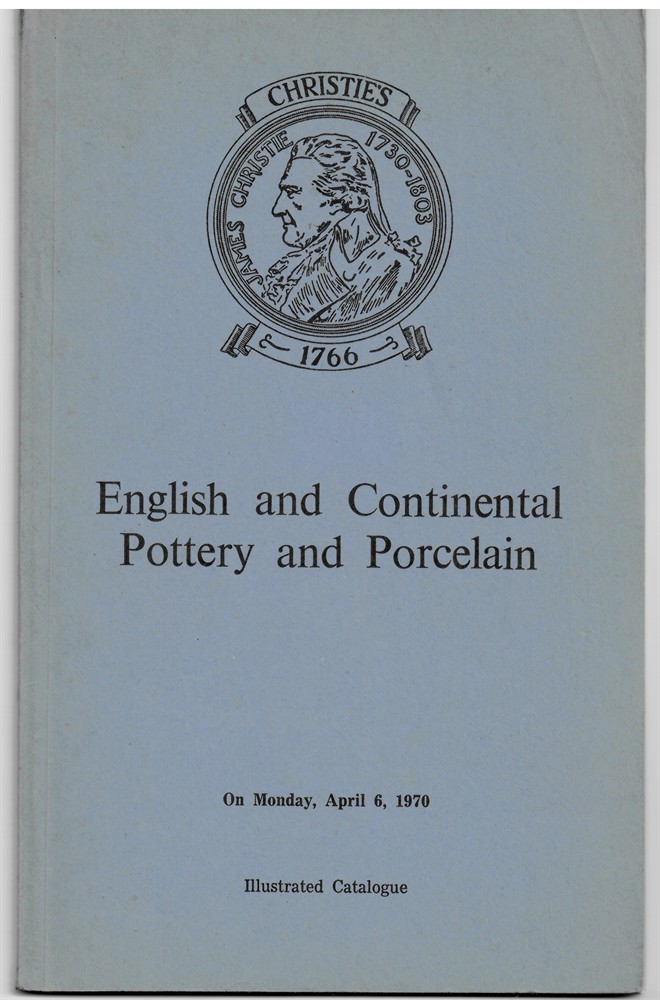 CHRISTIE'S
JAMES CHRISTIE 1730-1803
1766
English and Continental
Pottery and Porcelain
On Monday, April 6, 1970
Illustrated Catalogue